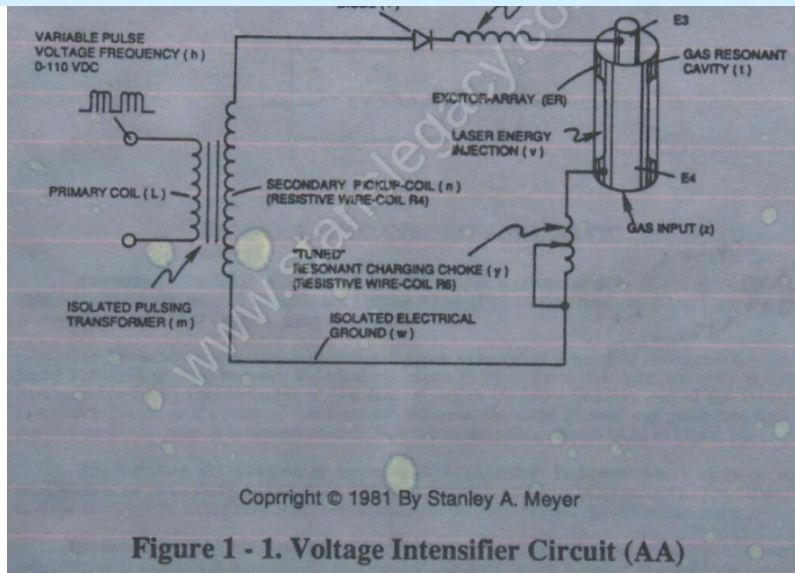 VARIABLE PULSE
VOLTAGE FREQUENCY ( h )
0-110 VDC
E3
GAS RESONANT
CAVITY ( t )
EXCITOR-ARRAY (ER)
LASER ENERGY
INJECTION ( v )
PRIMARY COIL ( L )
SECONDARY PICKUP-COIL ( n )
(RESISTIVE WIRE-COIL R4)
E4
GAS INPUT (z)
"TUNED"
RESONANT CHARGING CHOKE ( y )
(RESISTIVE WIRE-COIL R6)
ISOLATED PULSING
TRANSFORMER ( m )
ISOLATED ELECTRICAL
GROUND ( w )
www.stanslegacy.com
Coprright © 1981 By Stanley A. Meyer
Figure 1 - 1. Voltage Intensifier Circuit (AA)